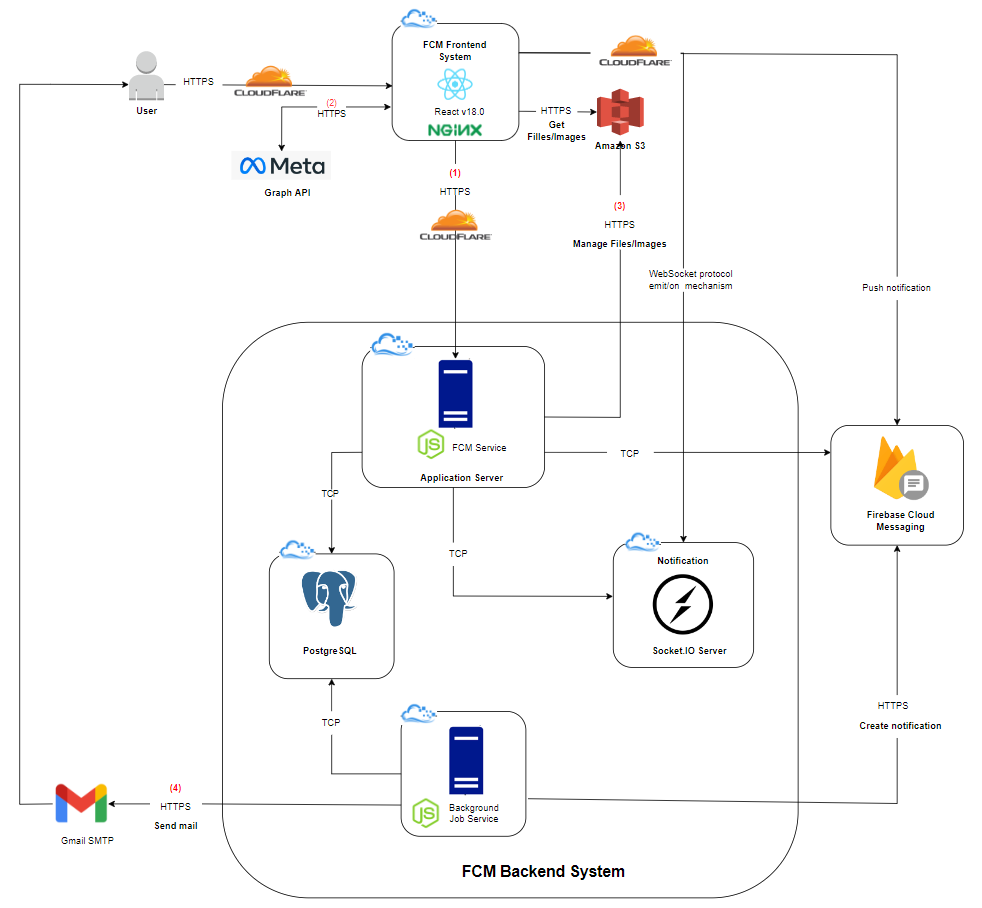 FCM Frontend
System
React v18.0
NGINX
CLOUDFLARE
HTTPS
User
CLOUDFLARE
(2)
HTTPS
HTTPS
Get
Fillles/Images
Amazon S3
Meta
Graph API
(1)
HTTPS
CLOUDFLARE
(3)
HTTPS
Manage Files/Images
WebSocket protocol
emit/on mechanism
Push notification
JS
FCM Service
Application Server
TCP
TCP
TCP
Firebase Cloud
Messaging
Notification
Socket.IO Server
PostgreSQL
TCP
HTTPS
Create notification
JS
Background
Job Service
(4)
HTTPS
Send mail
Gmail SMTP
FCM Backend System